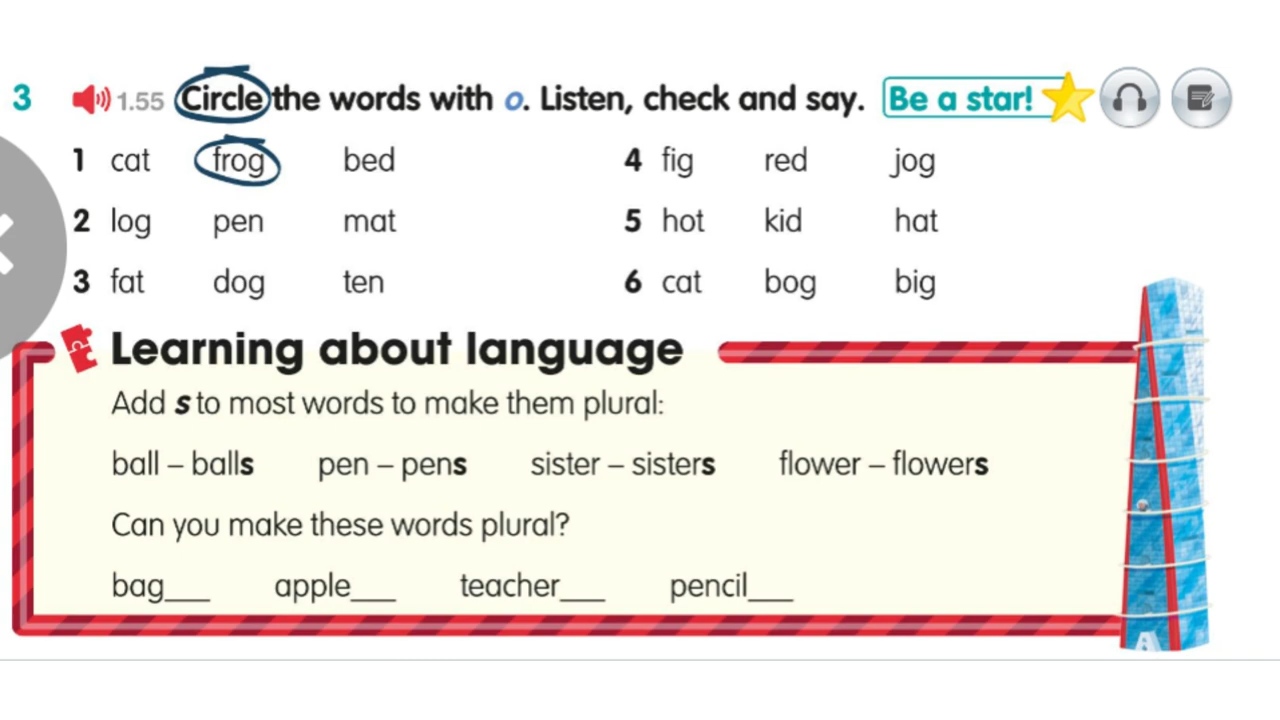 3 1.55 Circle the words with o. Listen, check and say. Be a star!
1 cat frog bed
2 log pen mat
3 fat dog ten
4 fig red jog
5 hot kid hat
6 cat bog big
Learning about language
Add s to most words to make them plural:
ball – balls pen – pens sister – sisters flower – flowers
Can you make these words plural?
bag___ apple___ teacher___ pencil___